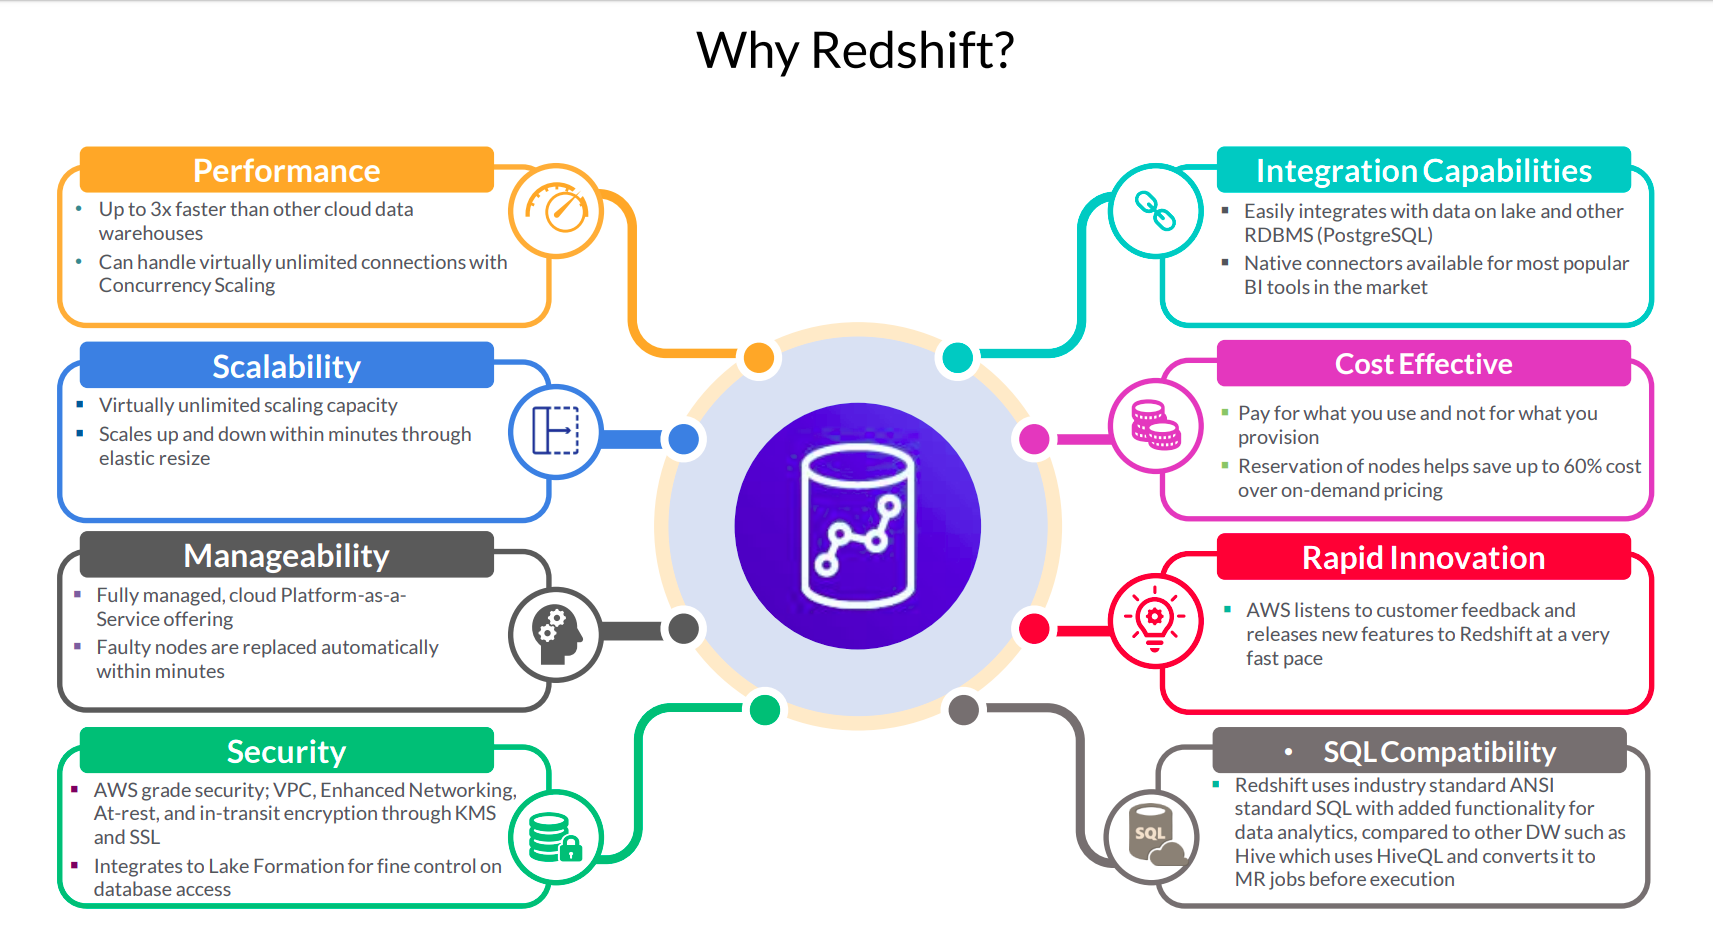 Why Redshift?
Performance
• Up to 3x faster than other cloud data
warehouses
• Can handle virtually unlimited connections with
Concurrency Scaling
Scalability
▪ Virtually unlimited scaling capacity
▪ Scales up and down within minutes through
elastic resize
Manageability
▪ Fully managed, cloud Platform-as-a-
Service offering
▪ Faulty nodes are replaced automatically
within minutes
Security
▪ AWS grade security; VPC, Enhanced Networking,
At-rest, and in-transit encryption through KMS
and SSL
▪ Integrates to Lake Formation for fine control on
database access
Integration Capabilities
▪ Easily integrates with data on lake and other
RDBMS (PostgreSQL)
▪ Native connectors available for most popular
BI tools in the market
Cost Effective
▪ Pay for what you use and not for what you
provision
▪ Reservation of nodes helps save up to 60% cost
over on-demand pricing
Rapid Innovation
▪ AWS listens to customer feedback and
releases new features to Redshift at a very
fast pace
• SQL Compatibility
▪ Redshift uses industry standard ANSI
standard SQL with added functionality for
data analytics, compared to other DW such as
Hive which uses HiveQL and converts it to
MR jobs before execution
SQL